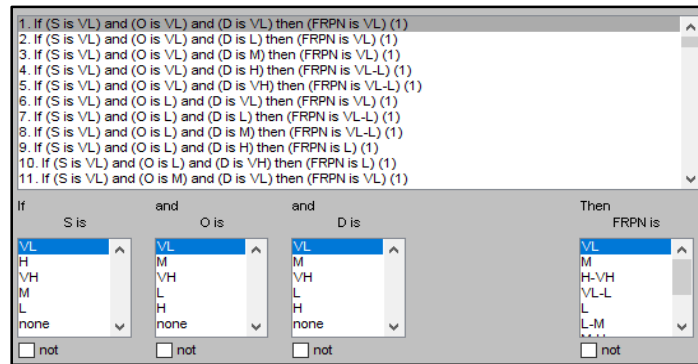 1. If (S is VL) and (O is VL) and (D is VL) then (FRPN is VL) (1)
2. If (S is VL) and (O is VL) and (D is L) then (FRPN is VL) (1)
3. If (S is VL) and (O is VL) and (D is M) then (FRPN is VL) (1)
4. If (S is VL) and (O is VL) and (D is H) then (FRPN is VL-L) (1)
5. If (S is VL) and (O is VL) and (D is VH) then (FRPN is VL-L) (1)
6. If (S is VL) and (O is L) and (D is VL) then (FRPN is VL) (1)
7. If (S is VL) and (O is L) and (D is L) then (FRPN is VL-L) (1)
8. If (S is VL) and (O is L) and (D is M) then (FRPN is VL-L) (1)
9. If (S is VL) and (O is L) and (D is H) then (FRPN is L) (1)
10. If (S is VL) and (O is L) and (D is VH) then (FRPN is L) (1)
11. If (S is VL) and (O is M) and (D is VL) then (FRPN is VL) (1)
If and and Then
S is O is D is FRPN is
VL VL VL VL
H M M M
VH VH VH H-VH
M L L VL-L
L H H L
none none none L-M
not not not not